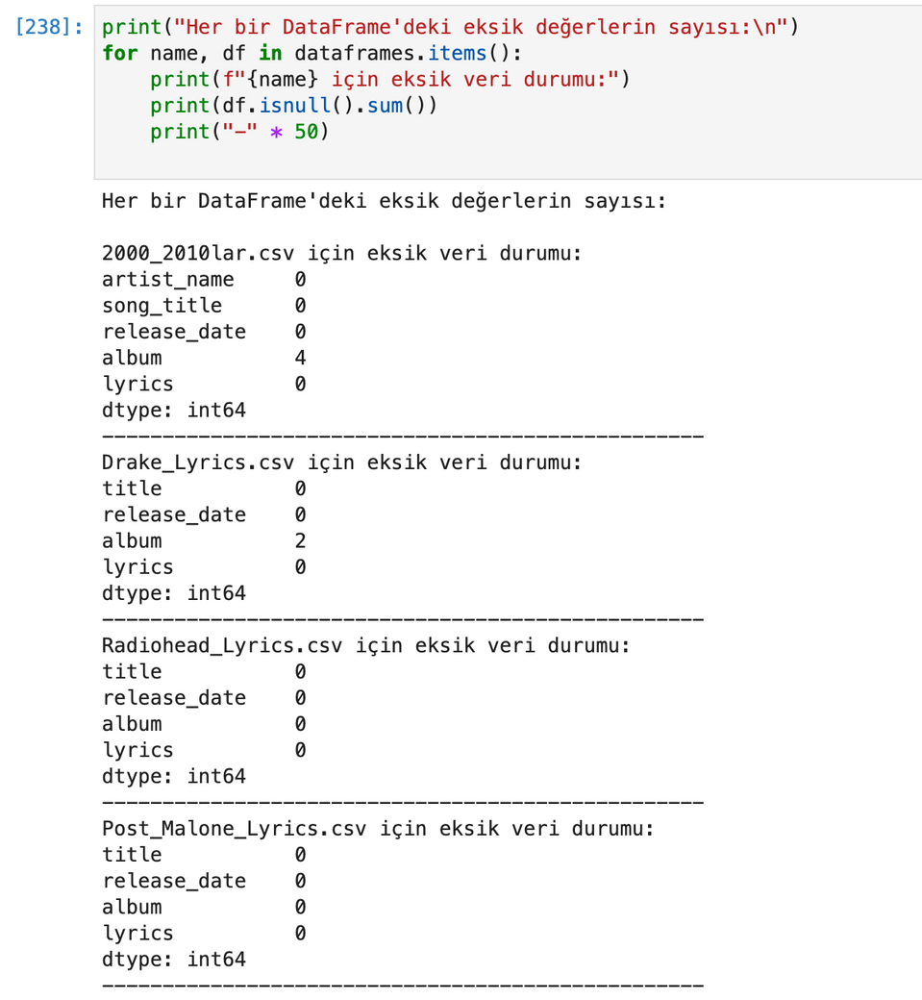 [238]: print("Her bir DataFrame'deki eksik değerlerin sayısı:\n")
for name, df in dataframes.items():
    print(f"{name} için eksik veri durumu:")
    print(df.isnull().sum())
    print("-" * 50)
Her bir DataFrame'deki eksik değerlerin sayısı:
2000_2010lar.csv için eksik veri durumu:
artist_name     0
song_title      0
release_date    0
album           4
lyrics          0
dtype: int64
--------------------------------------------------
Drake_Lyrics.csv için eksik veri durumu:
title           0
release_date    0
album           2
lyrics          0
dtype: int64
--------------------------------------------------
Radiohead_Lyrics.csv için eksik veri durumu:
title           0
release_date    0
album           0
lyrics          0
dtype: int64
--------------------------------------------------
Post_Malone_Lyrics.csv için eksik veri durumu:
title           0
release_date    0
album           0
lyrics          0
dtype: int64
--------------------------------------------------